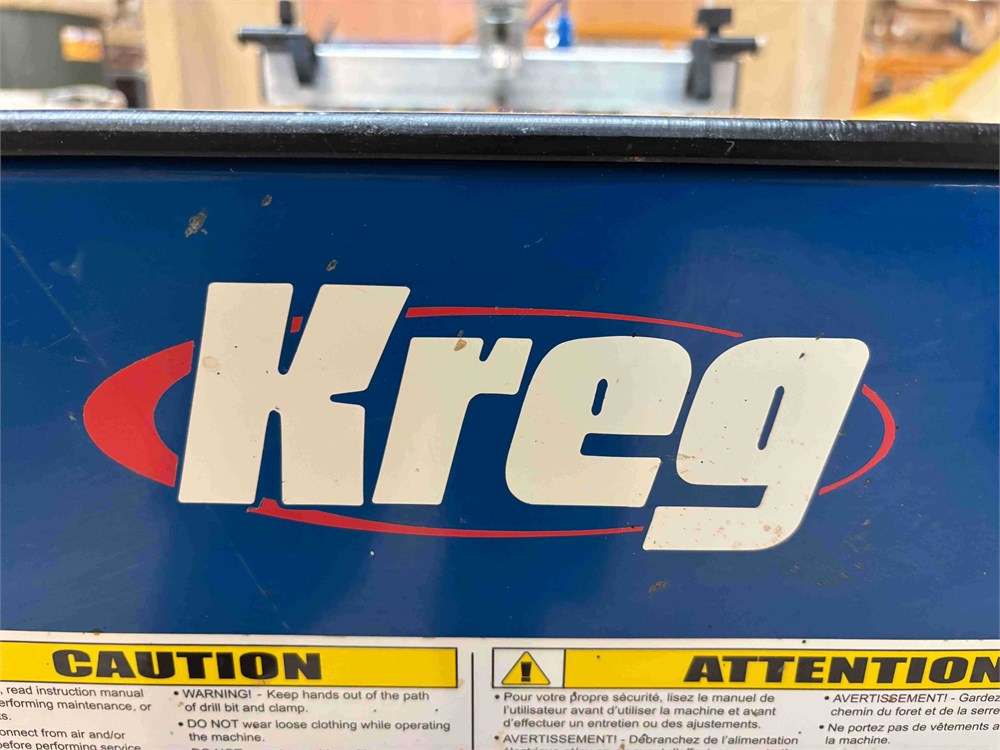 Kreg
CAUTION
read instruction manual
performing maintenance, or
• WARNING! - Keep hands out of the path
of drill bit and clamp.
• DO NOT wear loose clothing while operating
the machine.
from air and/or
before performing service
ATTENTION
• Pour votre propre sécurité, lisez le manuel de
l'utilisateur avant d'utiliser la machine et avant
d'effectuer un entretien ou des ajustements.
• AVERTISSEMENT! - Débranchez de l'alimentation
• AVERTISSEMENT! - Gardez
chemin du foret et de la serre
• Ne portez pas de vêtements a
la machine.